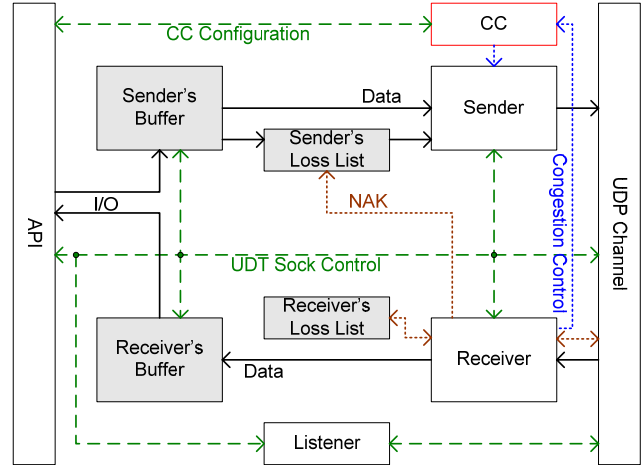 CC Configuration
CC
Sender's
Buffer
Data
Sender
Sender's
Loss List
NAK
I/O
API
UDT Sock Control
Congestion Control
UDP Channel
Receiver's
Loss List
Receiver's
Buffer
Data
Receiver
Listener